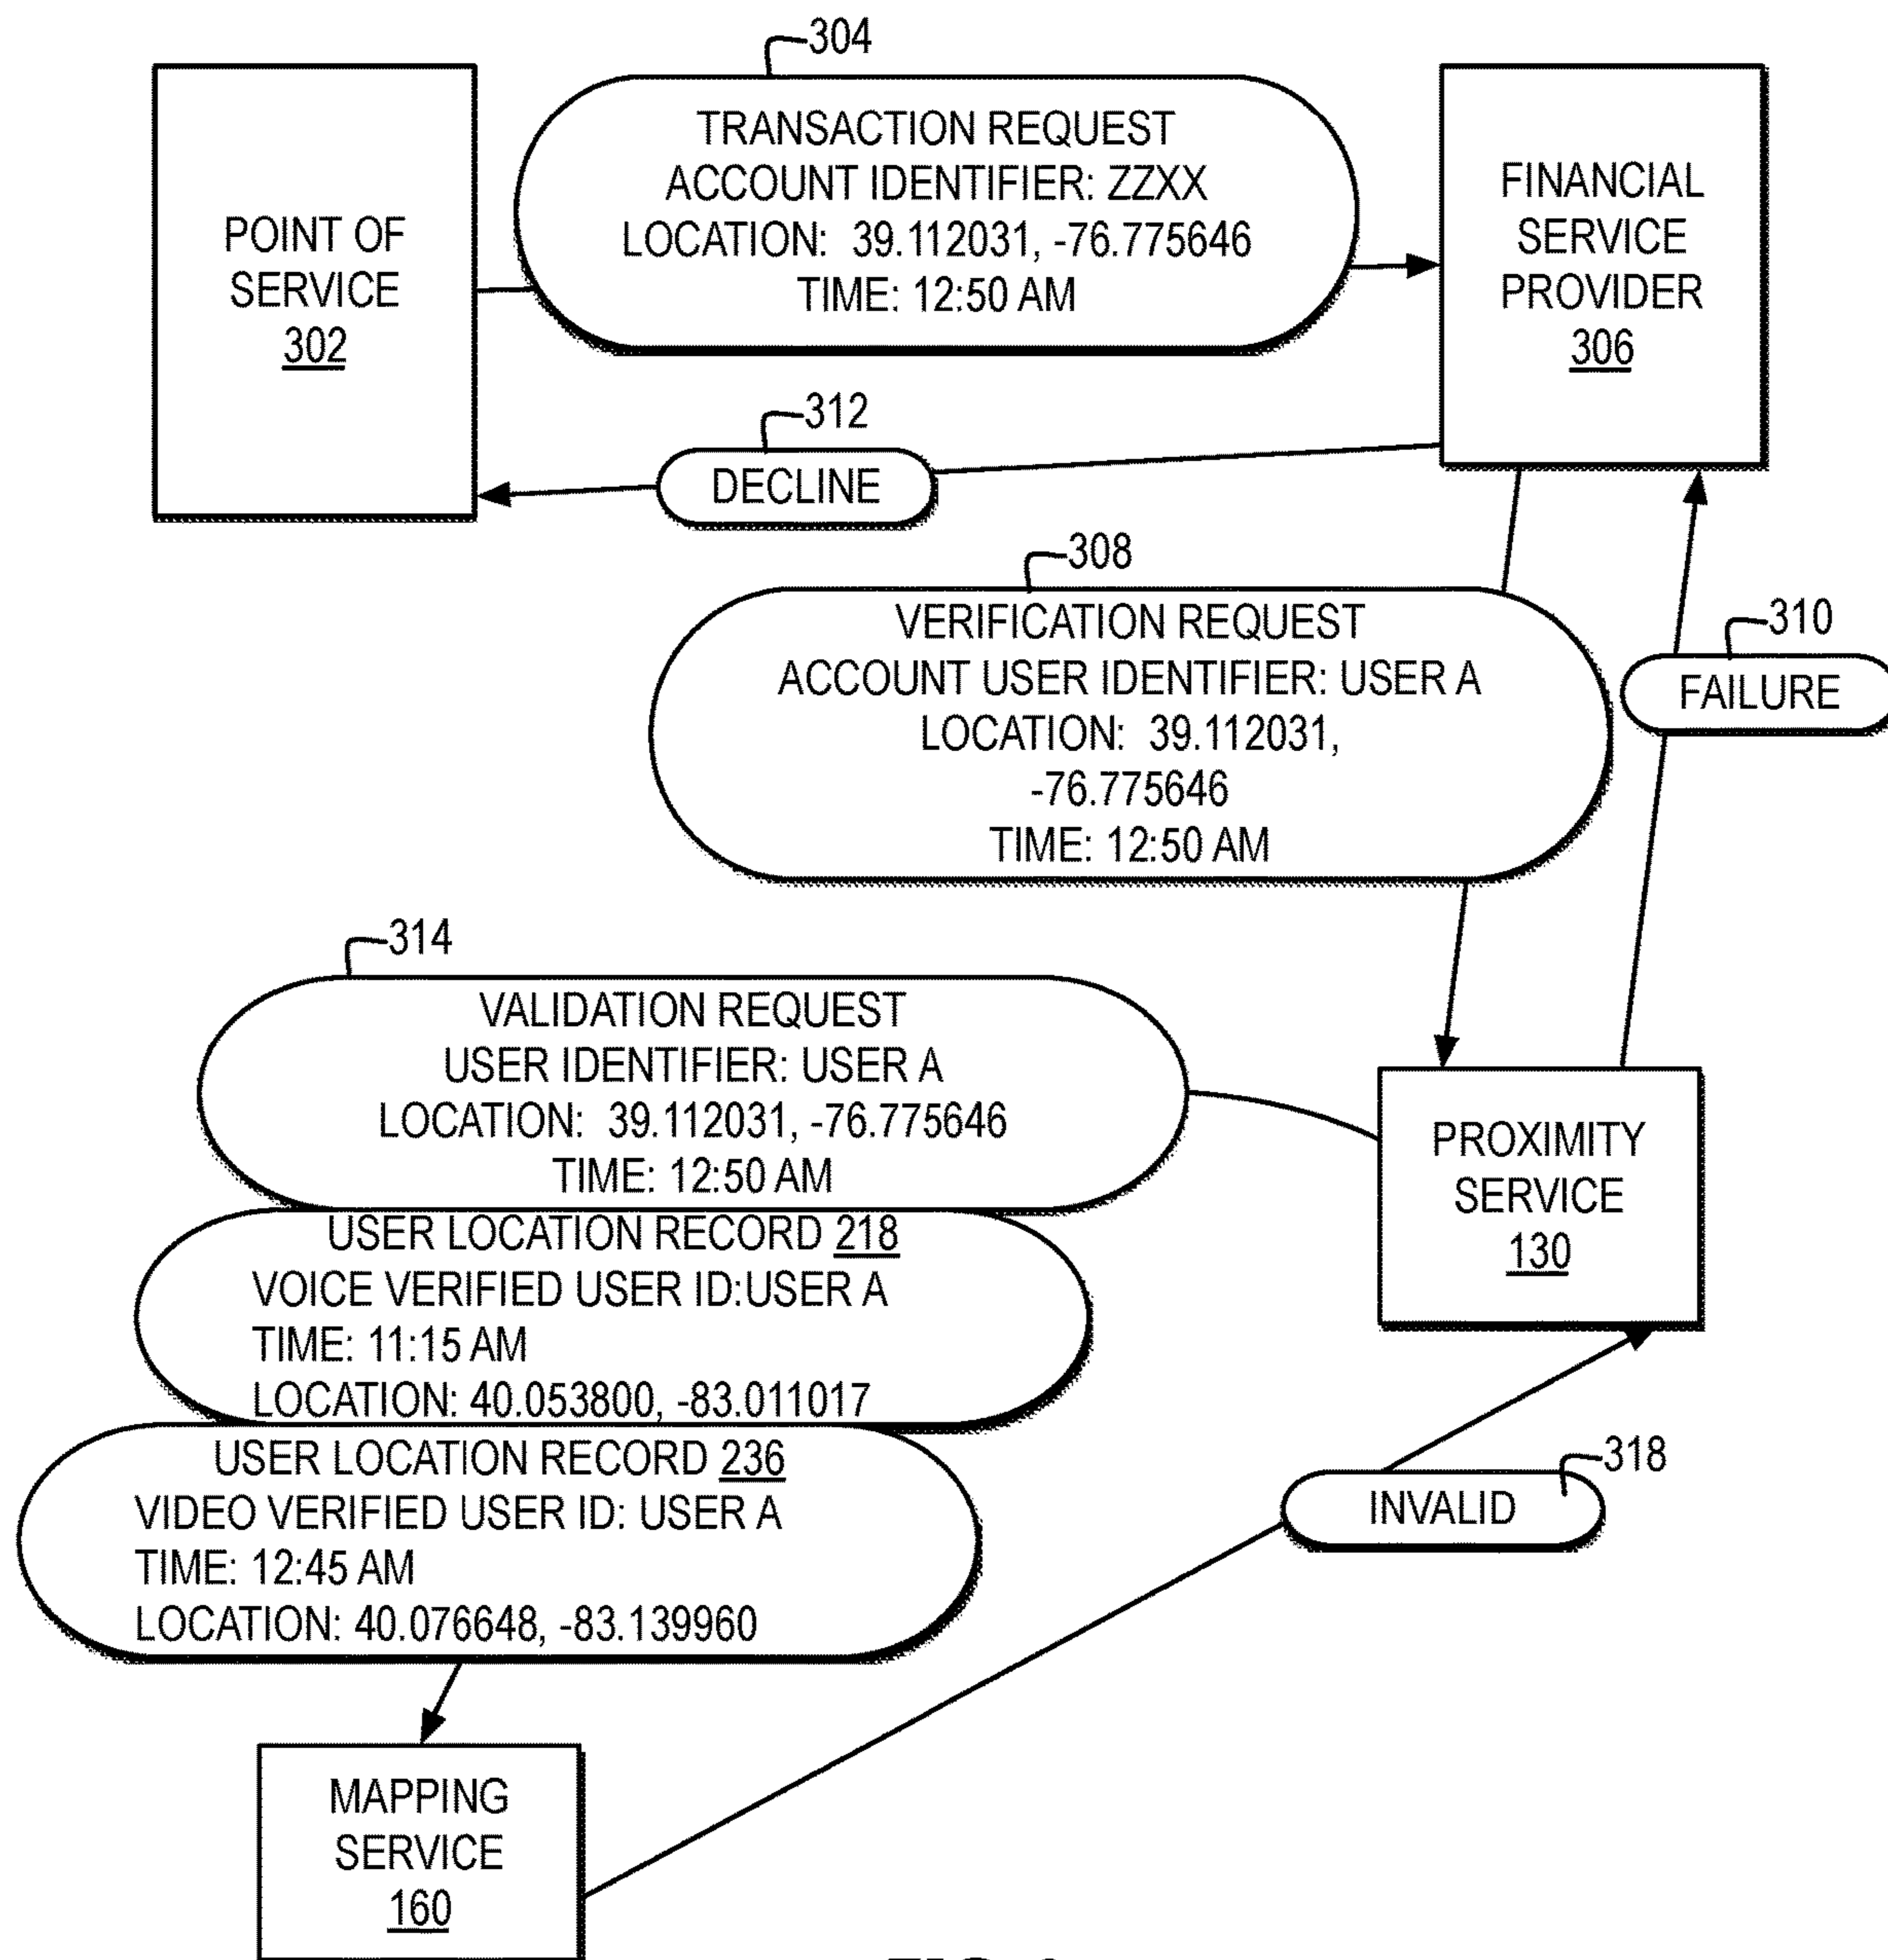 304
POINT OF
SERVICE
302
TRANSACTION REQUEST
ACCOUNT IDENTIFIER: ZZXX
LOCATION: 39.112031, -76.775646
TIME: 12:50 AM
FINANCIAL
SERVICE
PROVIDER
306
312
DECLINE
308
VERIFICATION REQUEST
ACCOUNT USER IDENTIFIER: USER A
LOCATION: 39.112031,
-76.775646
TIME: 12:50 AM
310
FAILURE
314
VALIDATION REQUEST
USER IDENTIFIER: USER A
LOCATION: 39.112031, -76.775646
TIME: 12:50 AM
PROXIMITY
SERVICE
130
USER LOCATION RECORD 218
VOICE VERIFIED USER ID:USER A
TIME: 11:15 AM
LOCATION: 40.053800, -83.011017
USER LOCATION RECORD 236
VIDEO VERIFIED USER ID: USER A
TIME: 12:45 AM
LOCATION: 40.076648, -83.139960
318
INVALID
MAPPING
SERVICE
160